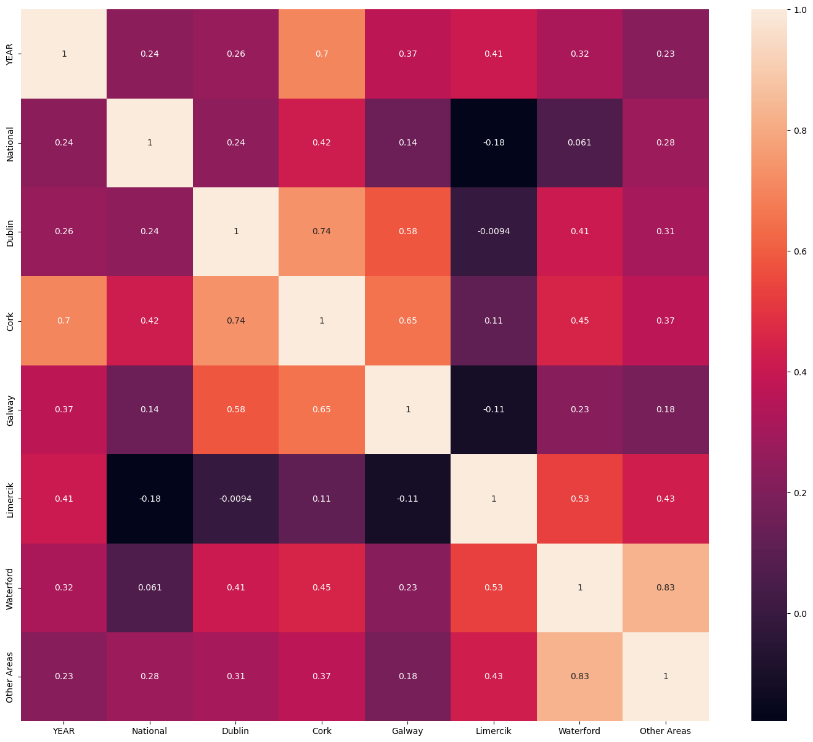 YEAR 1 0.24 0.26 0.7 0.37 0.41 0.32 0.23
National 0.24 1 0.24 0.42 0.14 -0.18 0.061 0.28
Dublin 0.26 0.24 1 0.74 0.58 -0.0094 0.41 0.31
Cork 0.7 0.42 0.74 1 0.65 0.11 0.45 0.37
Galway 0.37 0.14 0.58 0.65 1 -0.11 0.23 0.18
Limercik 0.41 -0.18 -0.0094 0.11 -0.11 1 0.53 0.43
Waterford 0.32 0.061 0.41 0.45 0.23 0.53 1 0.83
Other Areas 0.23 0.28 0.31 0.37 0.18 0.43 0.83 1
YEAR National Dublin Cork Galway Limercik Waterford Other Areas
1.0
0.8
0.6
0.4
0.2
0.0